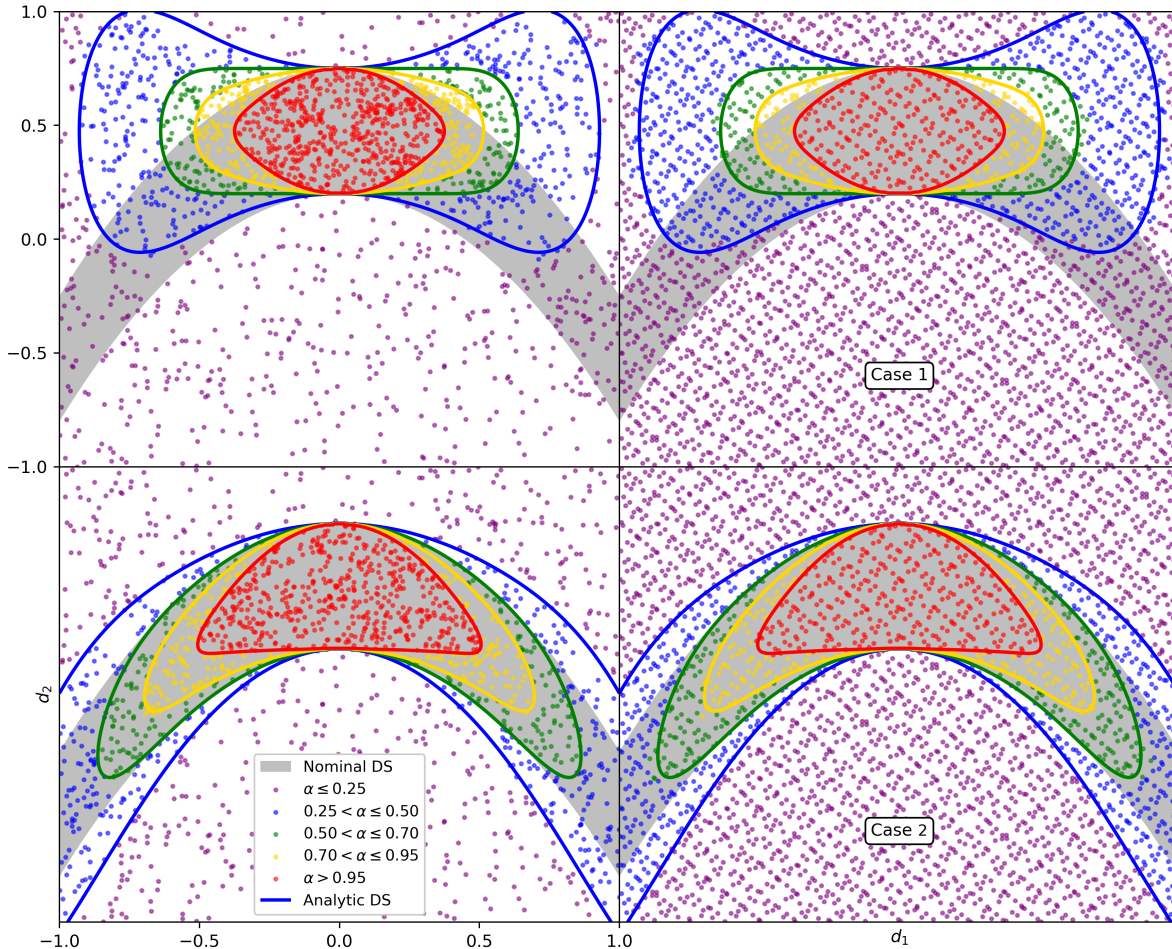 1.0
0.5
0.0
−0.5
−1.0
Case 1
d₂
Nominal DS
α ≤ 0.25
0.25 < α ≤ 0.50
0.50 < α ≤ 0.70
0.70 < α ≤ 0.95
α > 0.95
Analytic DS
Case 2
−1.0
−0.5
0.0
0.5
1.0
d₁